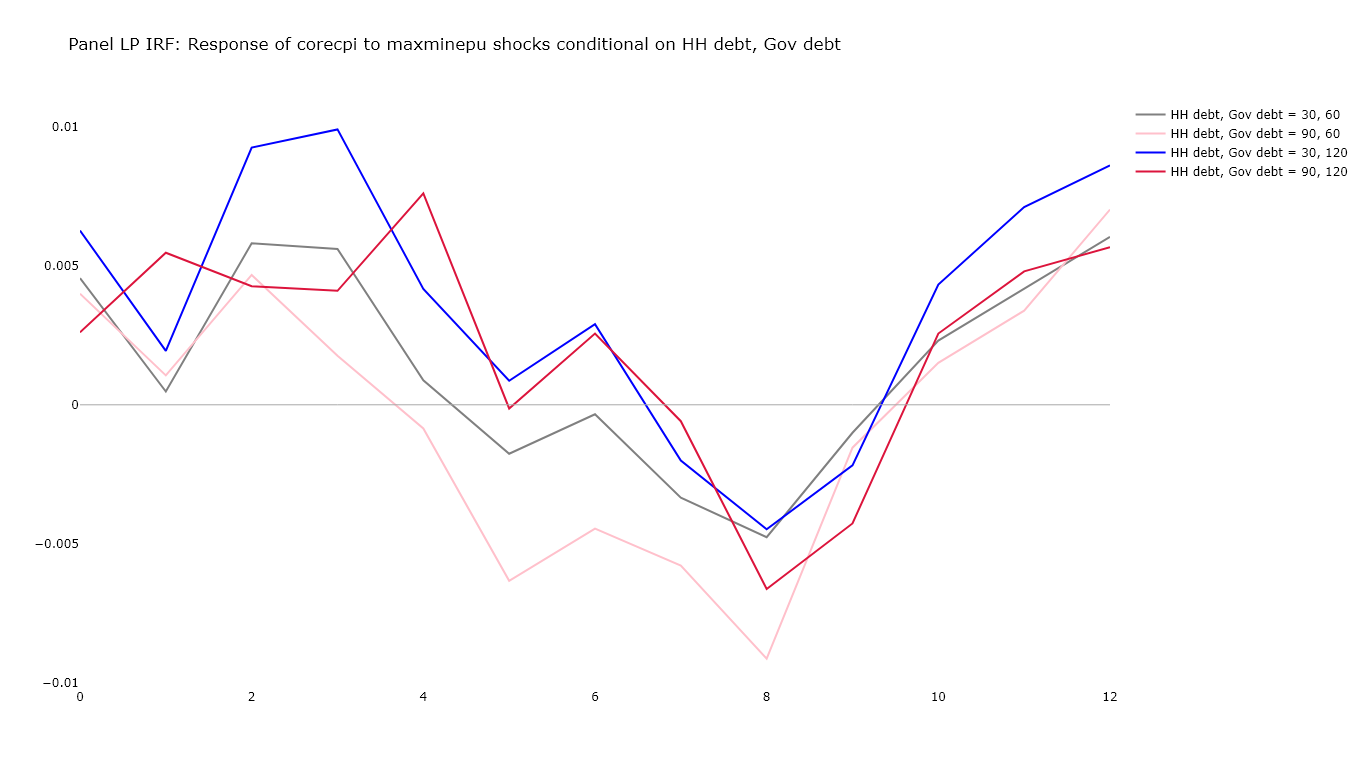 Panel LP IRF: Response of corecpi to maxminepu shocks conditional on HH debt, Gov debt
HH debt, Gov debt = 30, 60
HH debt, Gov debt = 90, 60
HH debt, Gov debt = 30, 120
HH debt, Gov debt = 90, 120
0.01
0.005
0
−0.005
−0.01
0 2 4 6 8 10 12